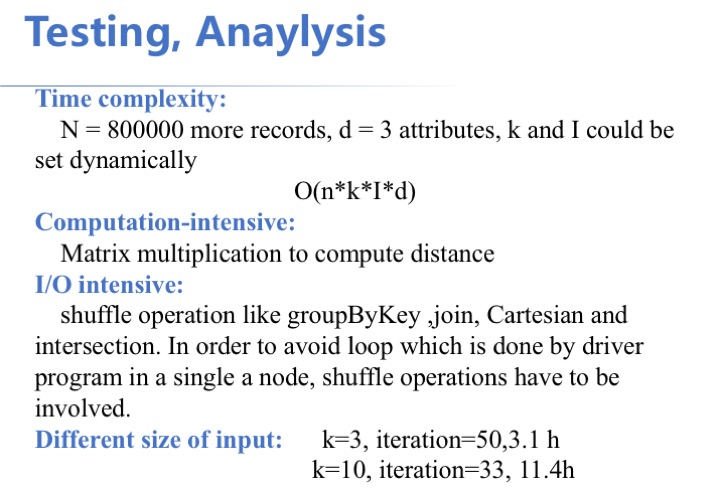 Testing, Anaylysis
Time complexity:
N = 800000 more records, d = 3 attributes, k and I could be
set dynamically
O(n*k*I*d)
Computation-intensive:
Matrix multiplication to compute distance
I/O intensive:
shuffle operation like groupByKey ,join, Cartesian and
intersection. In order to avoid loop which is done by driver
program in a single a node, shuffle operations have to be
involved.
Different size of input: k=3, iteration=50,3.1 h
k=10, iteration=33, 11.4h